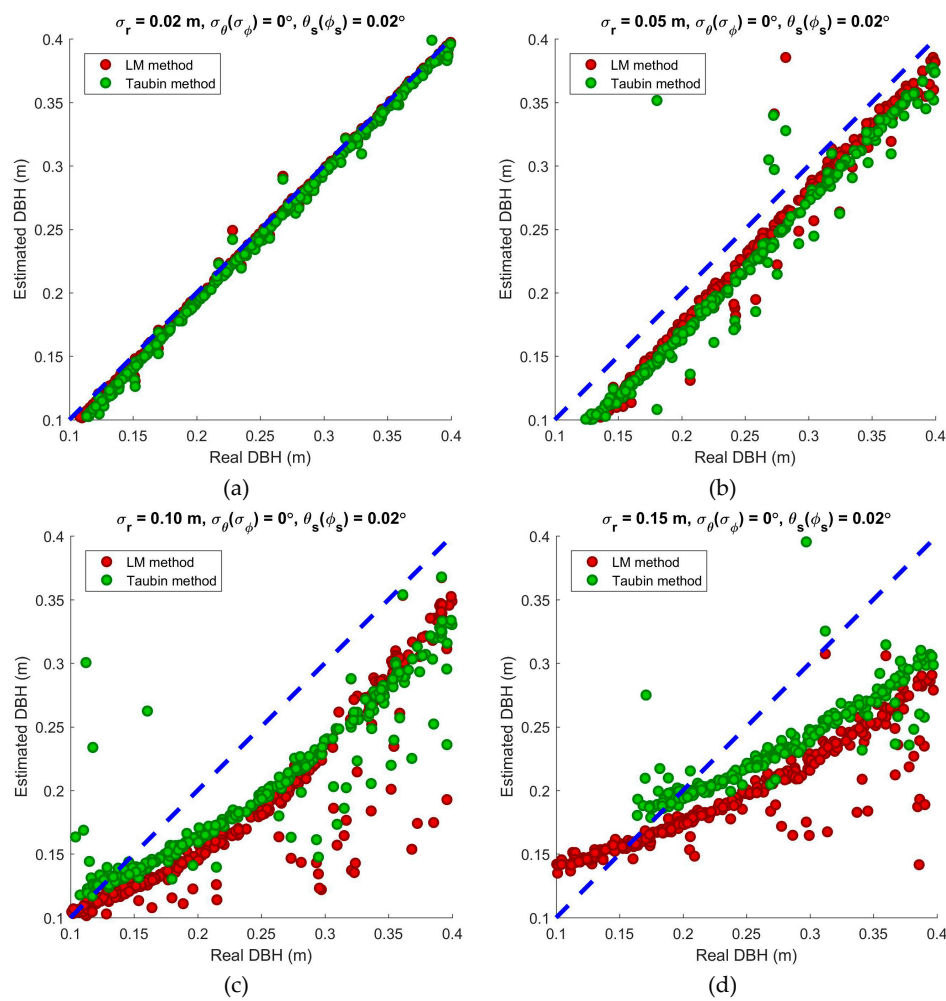 σr = 0.02 m, σθ(σϕ) = 0°, θs(ϕs) = 0.02°
LM method
Taubin method
Estimated DBH (m)
0.4
0.35
0.3
0.25
0.2
0.15
0.1
0.1 0.15 0.2 0.25 0.3 0.35 0.4
Real DBH (m)
(a)
σr = 0.05 m, σθ(σϕ) = 0°, θs(ϕs) = 0.02°
LM method
Taubin method
Estimated DBH (m)
0.4
0.35
0.3
0.25
0.2
0.15
0.1
0.1 0.15 0.2 0.25 0.3 0.35 0.4
Real DBH (m)
(b)
σr = 0.10 m, σθ(σϕ) = 0°, θs(ϕs) = 0.02°
LM method
Taubin method
Estimated DBH (m)
0.4
0.35
0.3
0.25
0.2
0.15
0.1
0.1 0.15 0.2 0.25 0.3 0.35 0.4
Real DBH (m)
(c)
σr = 0.15 m, σθ(σϕ) = 0°, θs(ϕs) = 0.02°
LM method
Taubin method
Estimated DBH (m)
0.4
0.35
0.3
0.25
0.2
0.15
0.1
0.1 0.15 0.2 0.25 0.3 0.35 0.4
Real DBH (m)
(d)